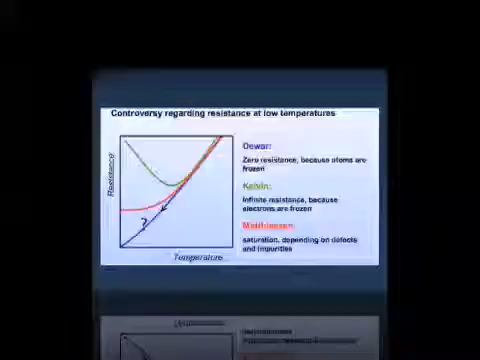 Controversy regarding resistance at low temperatures
Resistance
?
Temperature
Dewar:
Zero resistance, because atoms are
frozen
Kelvin:
Infinite resistance, because
electrons are frozen
Matthiessen:
saturation, depending on defects
and impurities